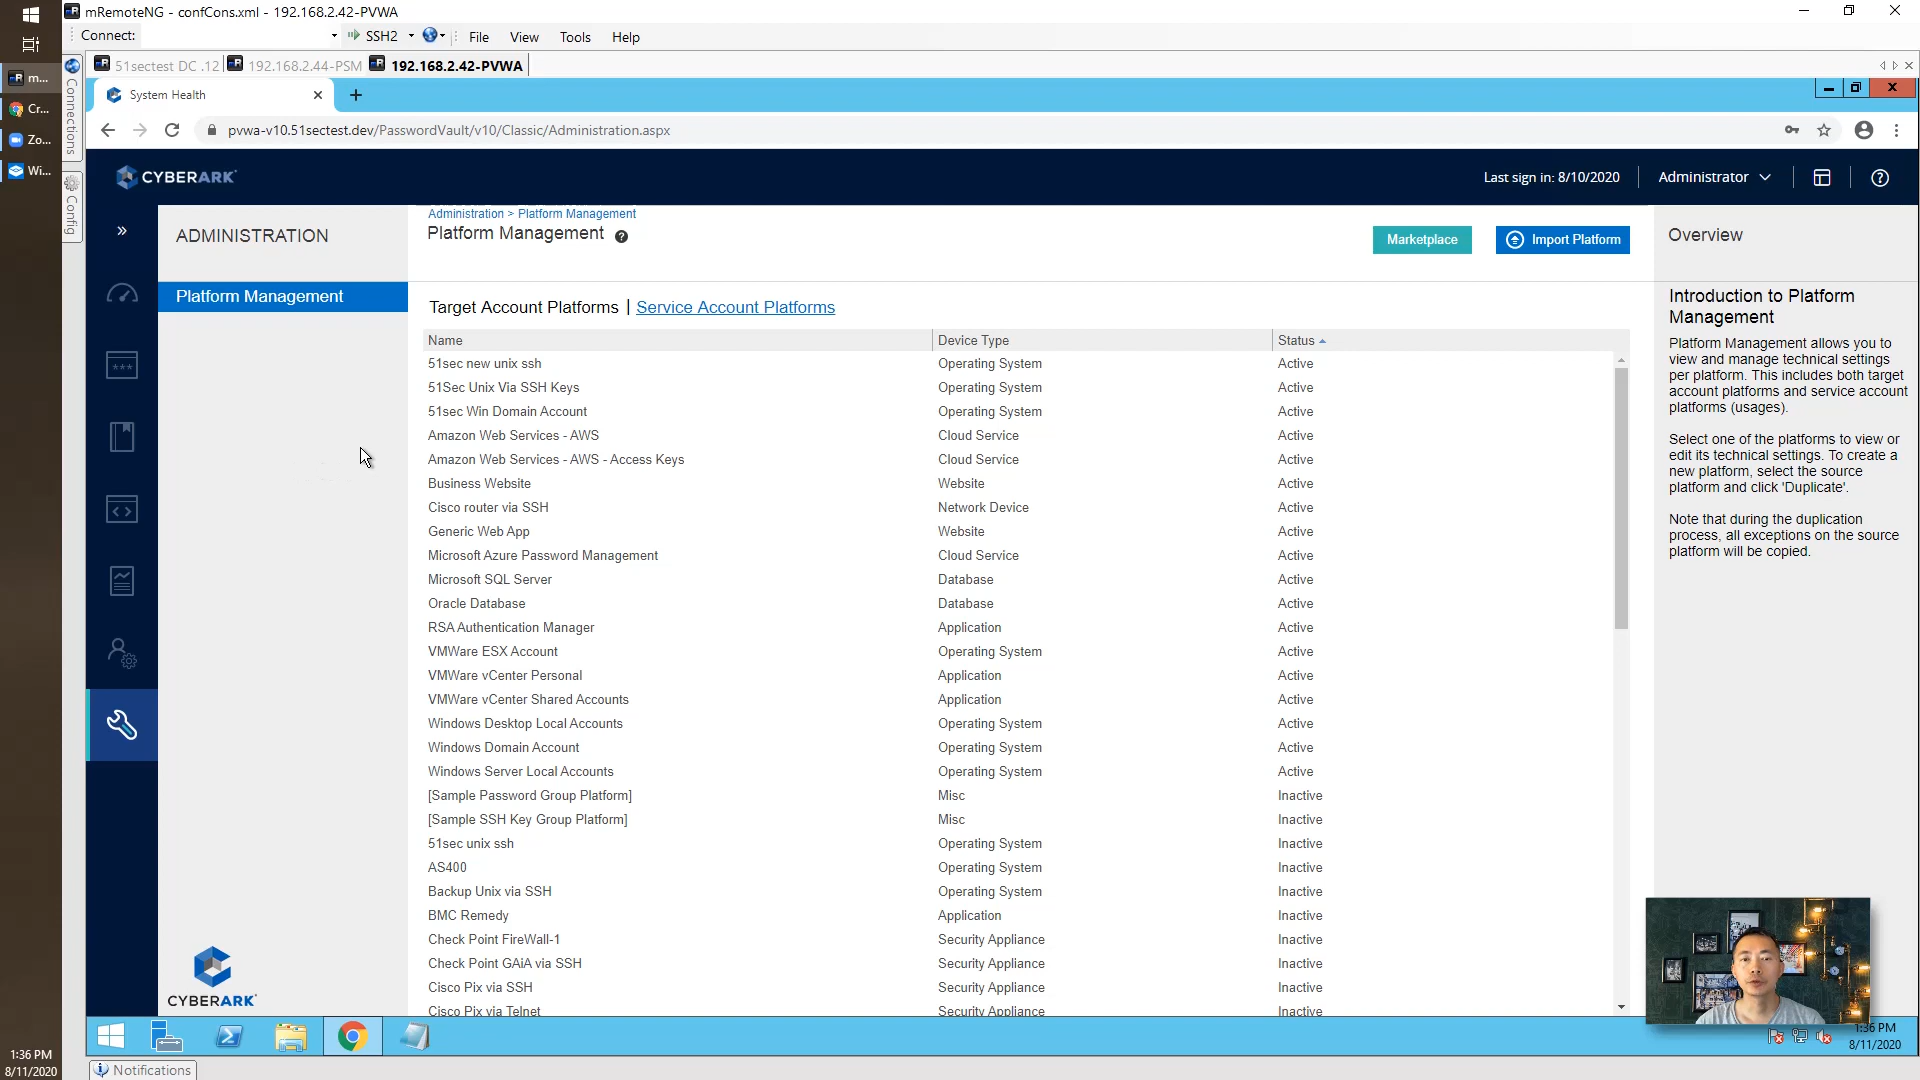 mRemoteNG - confCons.xml - 192.168.2.42-PVWA
Connect:
SSH2
File
View
Tools
Help
51sectest DC .12
192.168.2.44-PSM
192.168.2.42-PVWA
m...
Cr...
Zo...
Wi...
Connections
Config
System Health
pvwa-v10.51sectest.dev/PasswordVault/v10/Classic/Administration.aspx
CYBERARK
Last sign in: 8/10/2020
Administrator
ADMINISTRATION
Platform Management
Administration > Platform Management
Platform Management
Marketplace
Import Platform
Target Account Platforms | Service Account Platforms
Name Device Type Status
51sec new unix ssh Operating System Active
51Sec Unix Via SSH Keys Operating System Active
51sec Win Domain Account Operating System Active
Amazon Web Services - AWS Cloud Service Active
Amazon Web Services - AWS - Access Keys Cloud Service Active
Business Website Website Active
Cisco router via SSH Network Device Active
Generic Web App Website Active
Microsoft Azure Password Management Cloud Service Active
Microsoft SQL Server Database Active
Oracle Database Database Active
RSA Authentication Manager Application Active
VMWare ESX Account Operating System Active
VMWare vCenter Personal Application Active
VMWare vCenter Shared Accounts Application Active
Windows Desktop Local Accounts Operating System Active
Windows Domain Account Operating System Active
Windows Server Local Accounts Operating System Active
[Sample Password Group Platform] Misc Inactive
[Sample SSH Key Group Platform] Misc Inactive
51sec unix ssh Operating System Inactive
AS400 Operating System Inactive
Backup Unix via SSH Operating System Inactive
BMC Remedy Application Inactive
Check Point FireWall-1 Security Appliance Inactive
Check Point GAiA via SSH Security Appliance Inactive
Cisco Pix via SSH Security Appliance Inactive
Cisco Pix via Telnet Security Appliance Inactive
Overview
Introduction to Platform
Management
Platform Management allows you to
view and manage technical settings
per platform. This includes both target
account platforms and service account
platforms (usages).
Select one of the platforms to view or
edit its technical settings. To create a
new platform, select the source
platform and click 'Duplicate'.
Note that during the duplication
process, all exceptions on the source
platform will be copied.
CYBERARK
1:36 PM
8/11/2020
1:36 PM
8/11/2020
Notifications